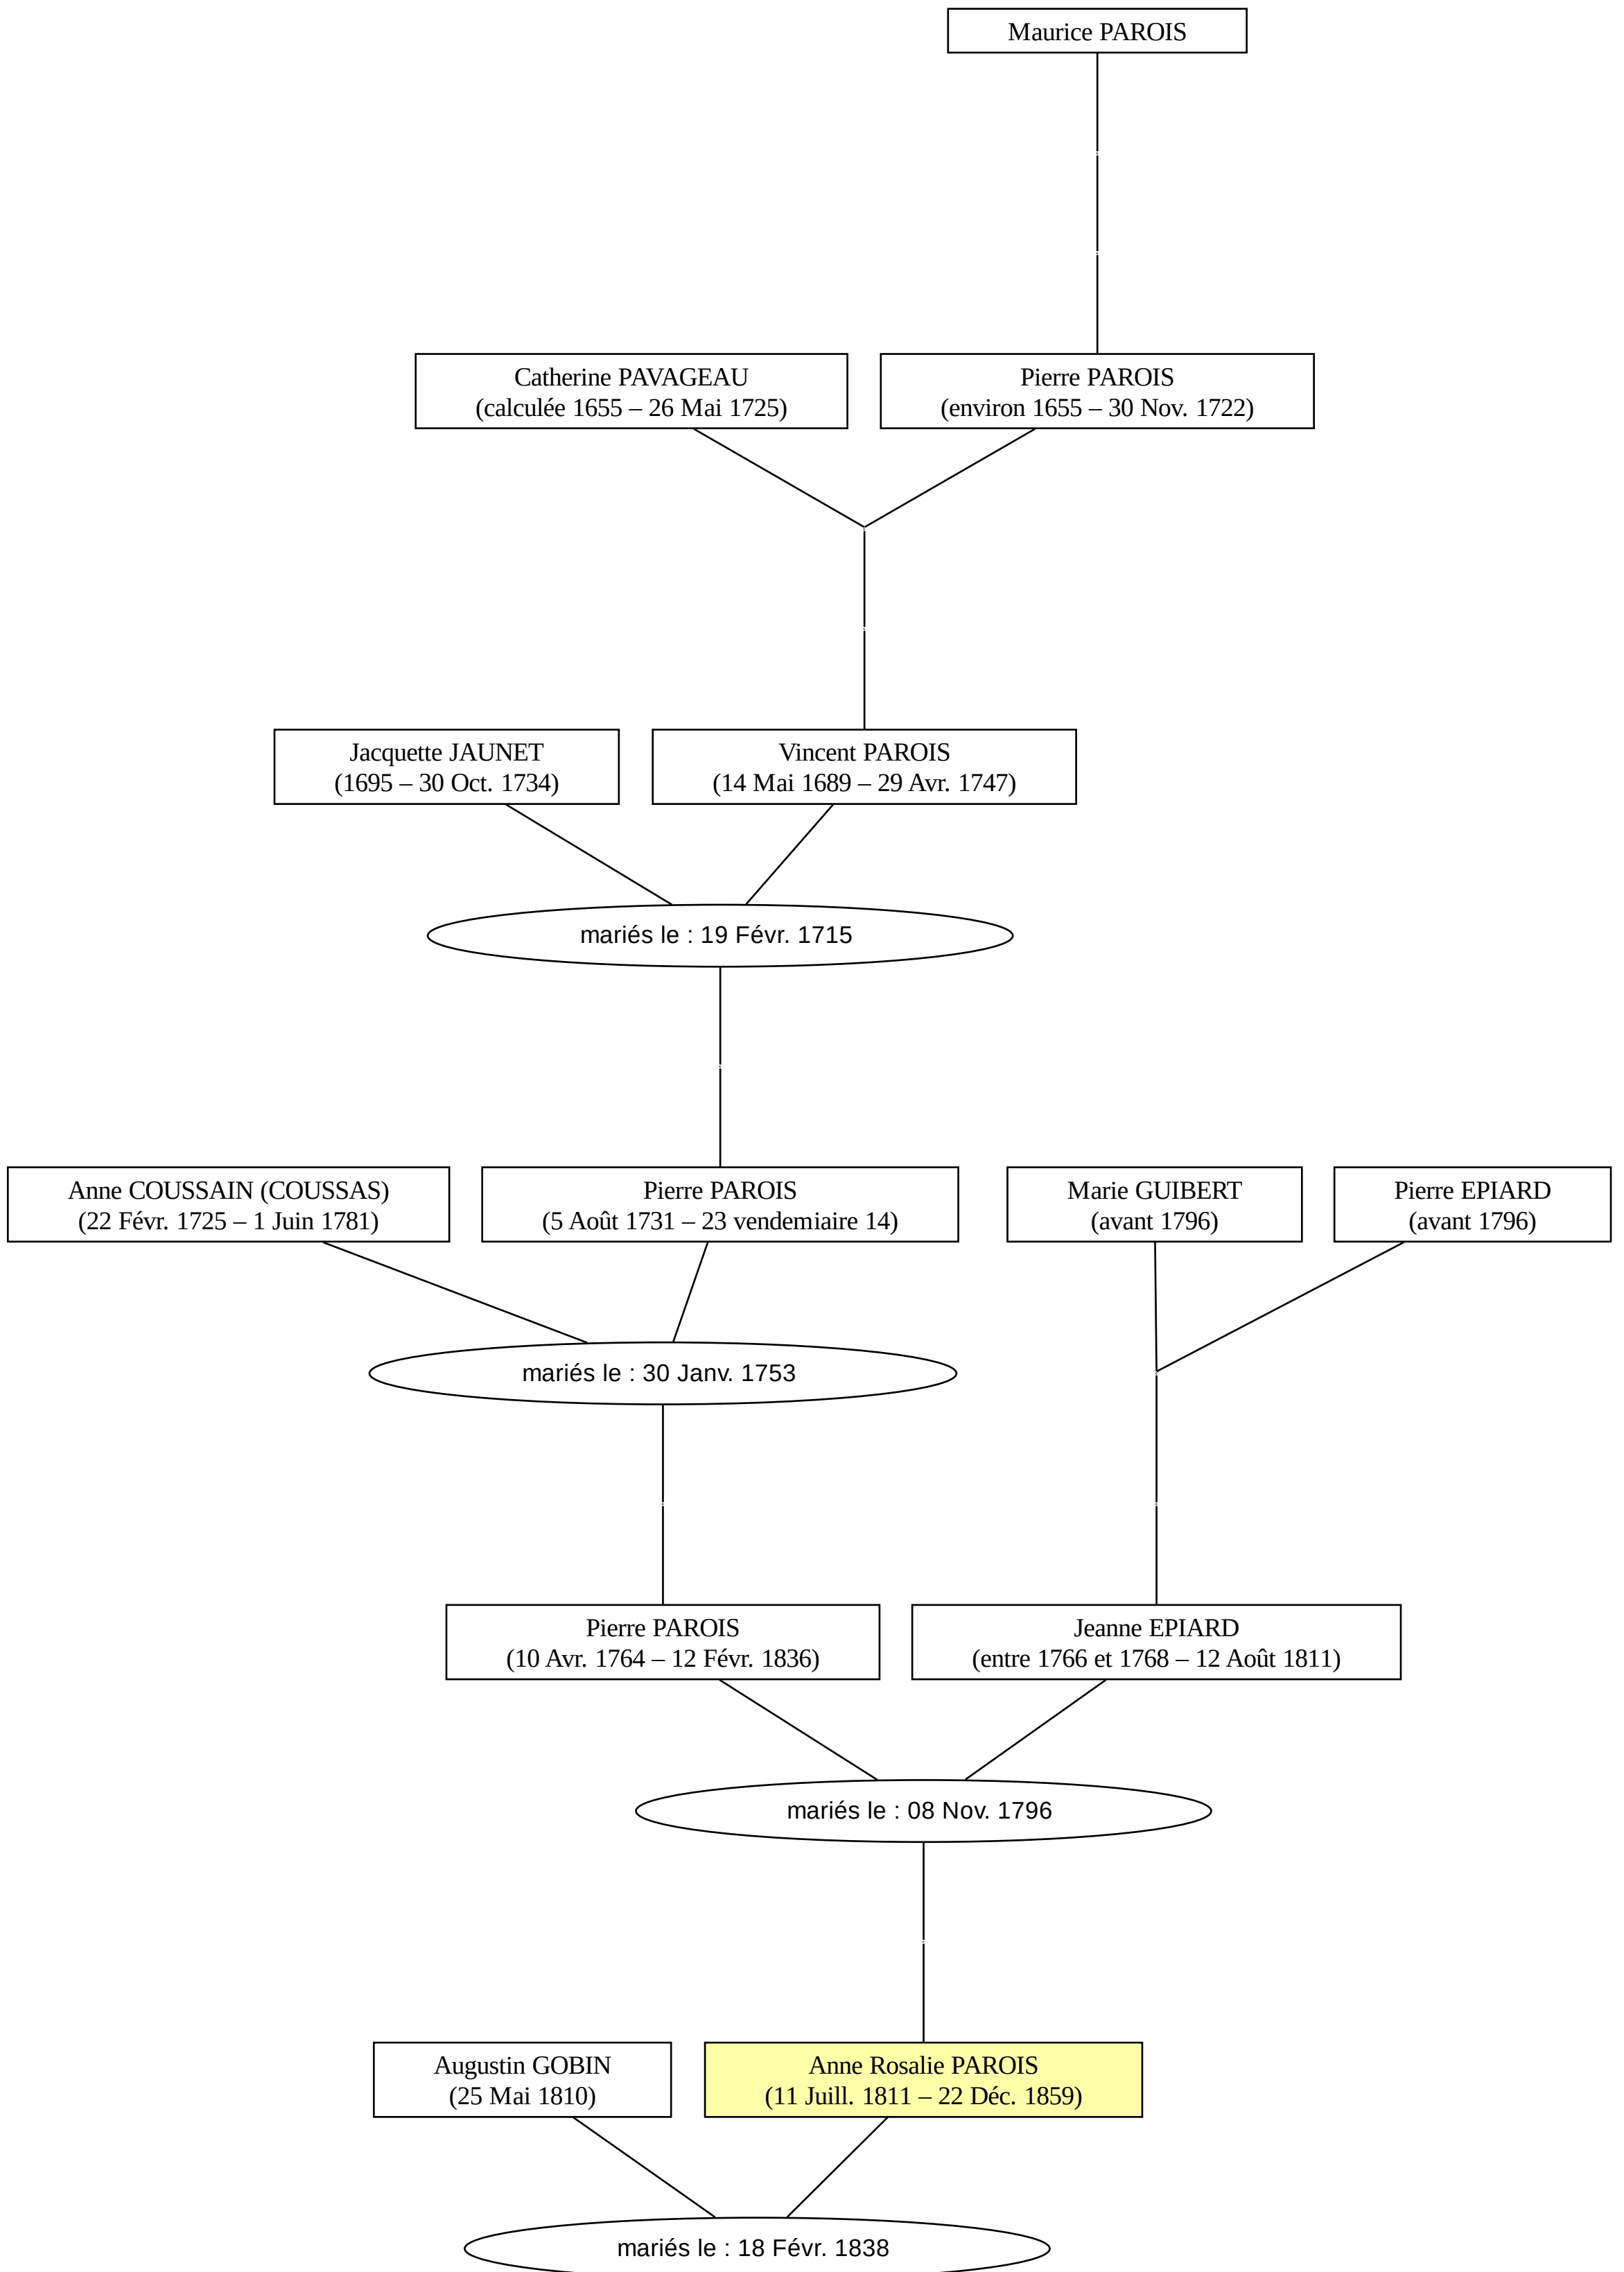 Maurice PAROIS
Catherine PAVAGEAU
(calculée 1655 – 26 Mai 1725)
Pierre PAROIS
(environ 1655 – 30 Nov. 1722)
Jacquette JAUNET
(1695 – 30 Oct. 1734)
Vincent PAROIS
(14 Mai 1689 – 29 Avr. 1747)
mariés le : 19 Févr. 1715
Anne COUSSAIN (COUSSAS)
(22 Févr. 1725 – 1 Juin 1781)
Pierre PAROIS
(5 Août 1731 – 23 vendemiaire 14)
Marie GUIBERT
(avant 1796)
Pierre EPIARD
(avant 1796)
mariés le : 30 Janv. 1753
Pierre PAROIS
(10 Avr. 1764 – 12 Févr. 1836)
Jeanne EPIARD
(entre 1766 et 1768 – 12 Août 1811)
mariés le : 08 Nov. 1796
Augustin GOBIN
(25 Mai 1810)
Anne Rosalie PAROIS
(11 Juill. 1811 – 22 Déc. 1859)
mariés le : 18 Févr. 1838